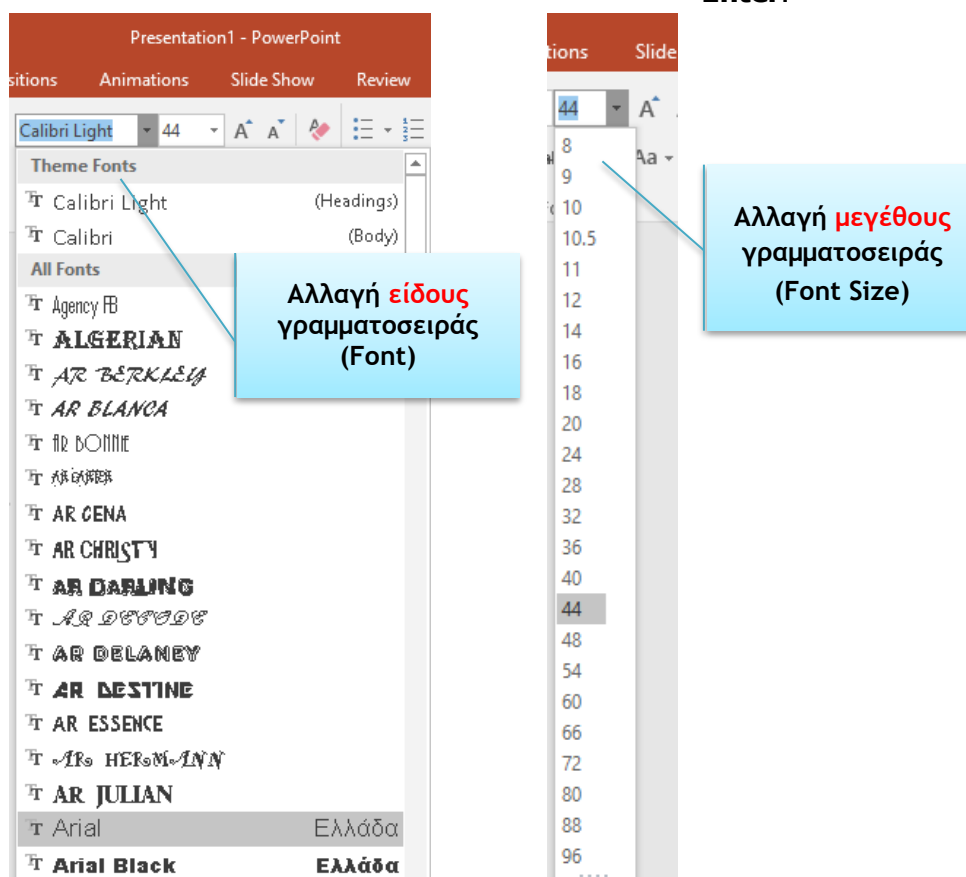 Presentation1 - PowerPoint
sitions Animations Slide Show Review
Calibri Light 44
Theme Fonts
Calibri Light (Headings)
Calibri (Body)
All Fonts
Agency FB
ALGERIAN
AR BERKLEY
AR BLANCA
AR BONNIE
AR CENA
AR CHRISTY
AR DARLING
AR DECODE
AR DELANEY
AR DESTINE
AR ESSENCE
AR HERMANN
AR JULIAN
Arial Ελλάδα
Arial Black Ελλάδα
Αλλαγή είδους
γραμματοσειράς
(Font)
tions Slide
44
Aa
8
9
10
10.5
11
12
14
16
18
20
24
28
32
36
40
44
48
54
60
66
72
80
88
96
Αλλαγή μεγέθους
γραμματοσειράς
(Font Size)